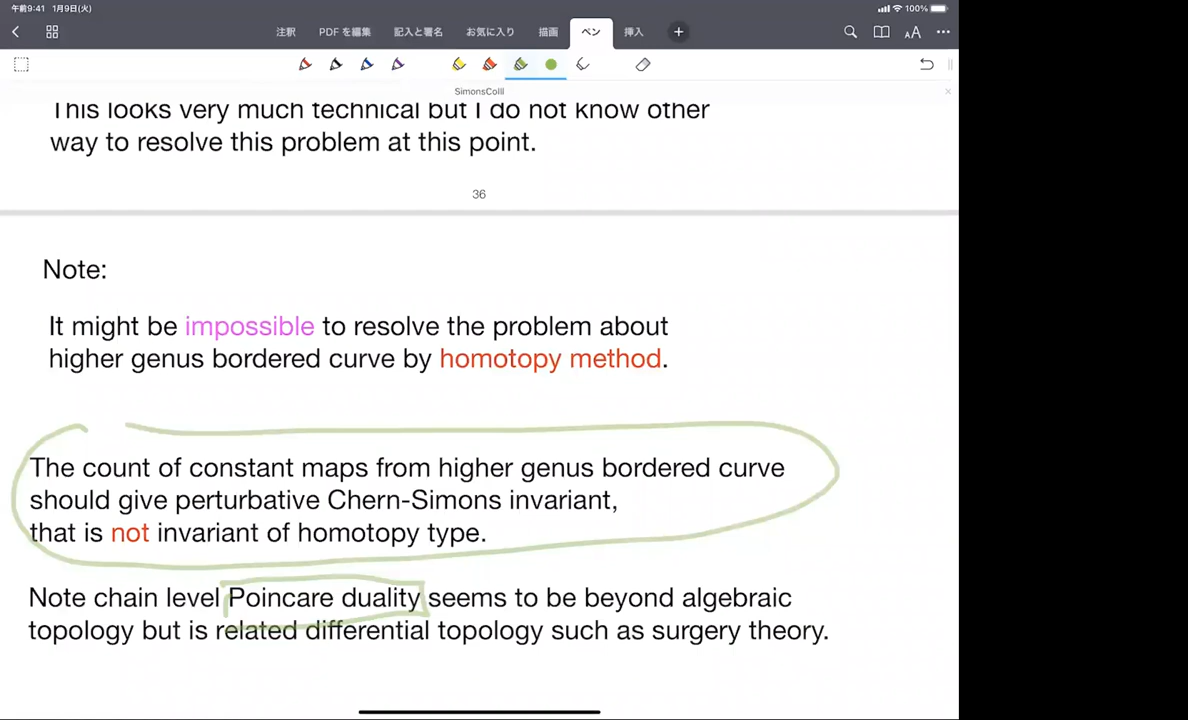 午前9:41 1月9日(火)
100%
注釈 PDF を編集 記入と署名 お気に入り 描画 ペン 挿入
AA
SimonsColll
This looks very much technical but I do not know other
way to resolve this problem at this point.
36
Note:
It might be impossible to resolve the problem about
higher genus bordered curve by homotopy method.
The count of constant maps from higher genus bordered curve
should give perturbative Chern-Simons invariant,
that is not invariant of homotopy type.
Note chain level Poincare duality seems to be beyond algebraic
topology but is related differential topology such as surgery theory.